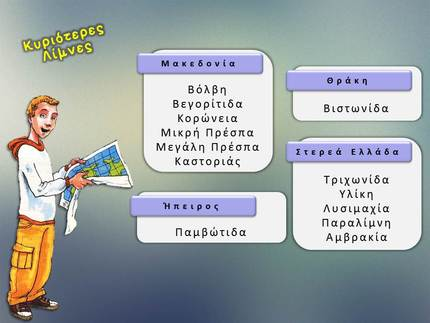 Κυριότερες
Λίμνες
Μακεδονία
Βόλβη
Βεγορίτιδα
Κορώνεια
Μικρή Πρέσπα
Μεγάλη Πρέσπα
Καστοριάς
Θράκη
Βιστωνίδα
Στερεά Ελλάδα
Τριχωνίδα
Υλίκη
Λυσιμαχία
Παραλίμνη
Αμβρακία
Ήπειρος
Παμβώτιδα